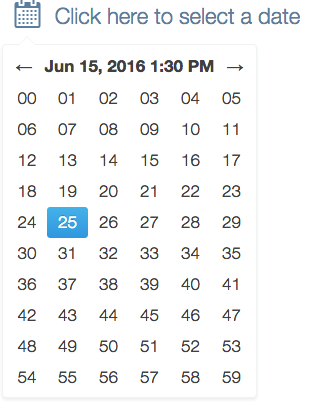 Click here to select a date
← Jun 15, 2016 1:30 PM →
00 01 02 03 04 05
06 07 08 09 10 11
12 13 14 15 16 17
18 19 20 21 22 23
24 25 26 27 28 29
30 31 32 33 34 35
36 37 38 39 40 41
42 43 44 45 46 47
48 49 50 51 52 53
54 55 56 57 58 59